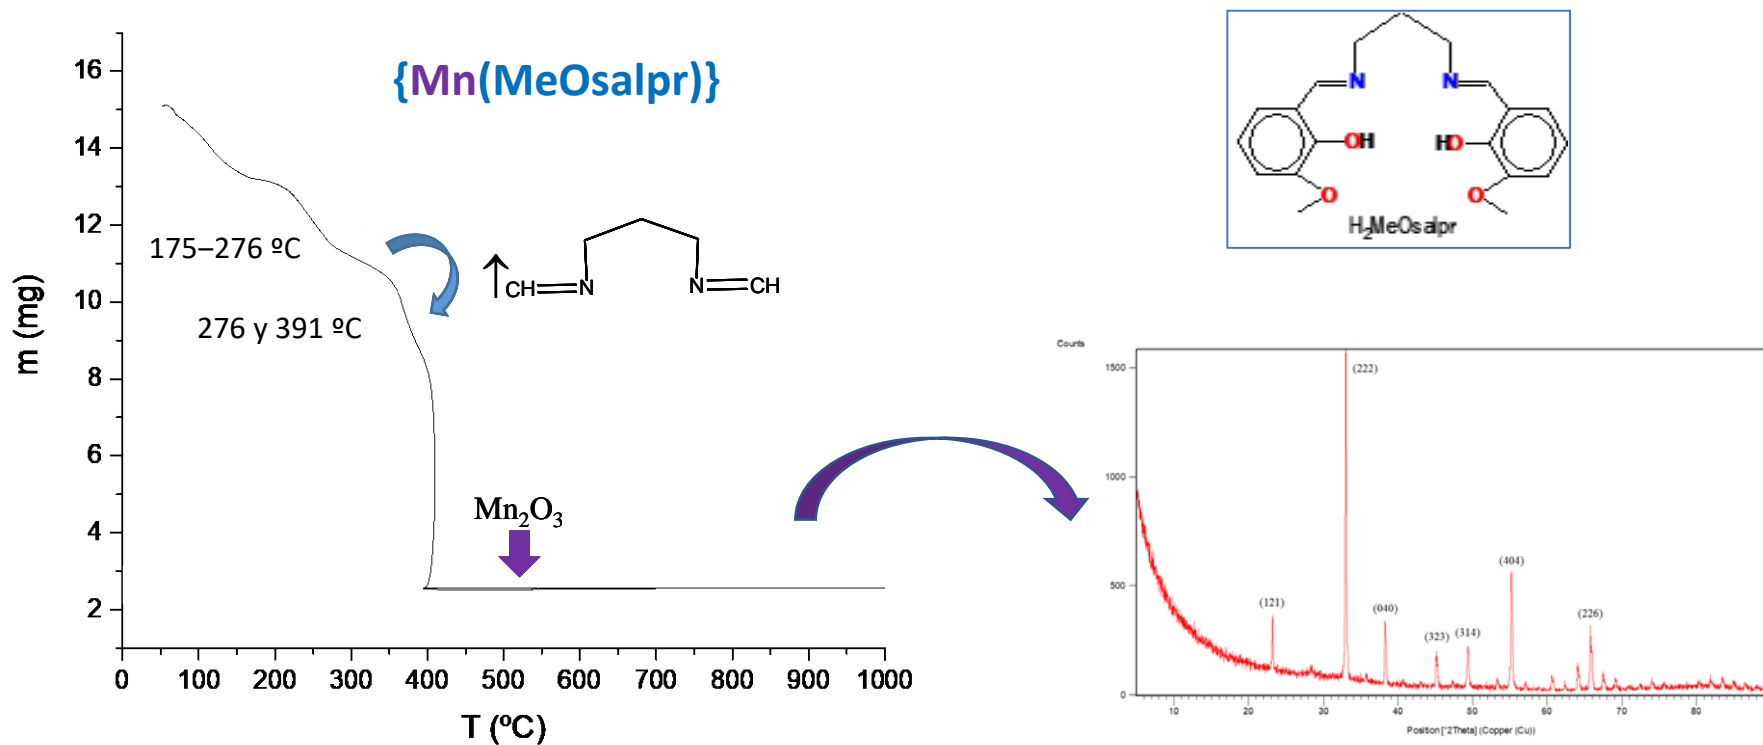 {Mn(MeOsalpr)}
16
14
12
10
8
6
4
2
m (mg)
0 100 200 300 400 500 600 700 800 900 1000
T (ºC)
175–276 ºC
276 y 391 ºC
CH N N CH
Mn2O3
N N
OH HO
O O
H2MeOsalpr
Counts
1500
1000
500
0
(121)
(222)
(040)
(323)
(314)
(404)
(226)
10 20 30 40 50 60 70 80
Position [°2Theta] (Copper (Cu))